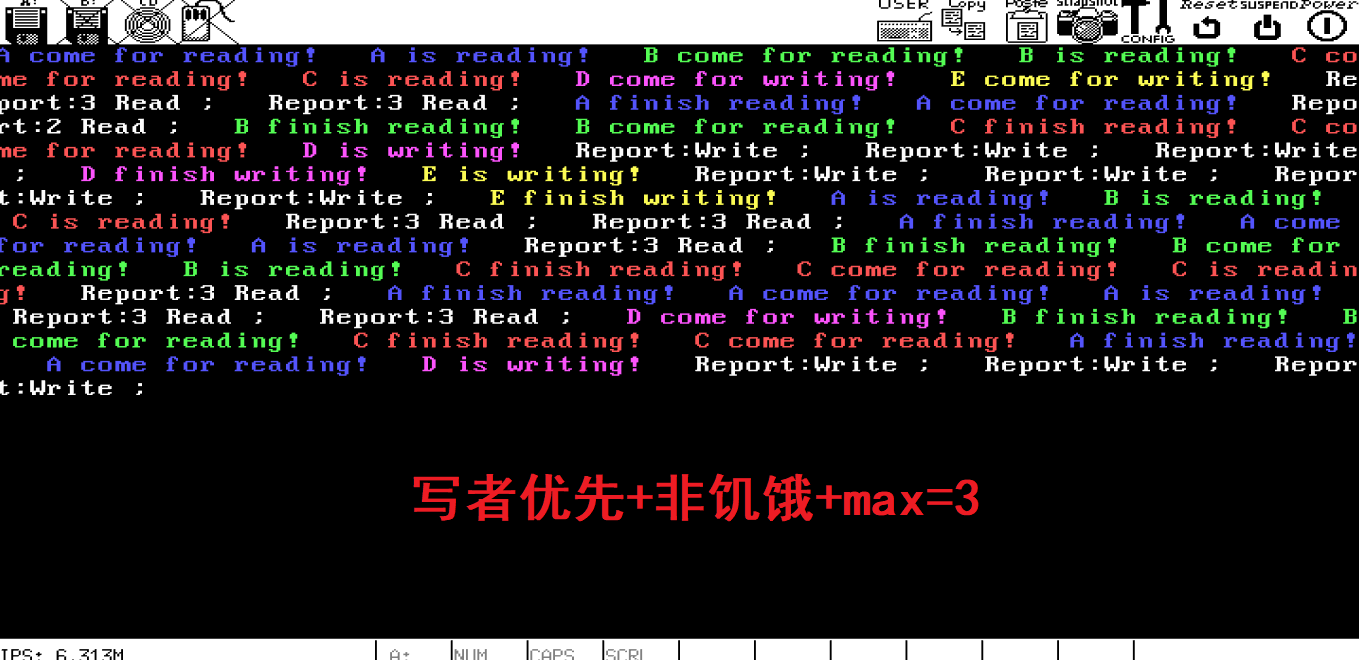 A: B: CD USER Copy Paste snapshot CONFIG Reset SUSPEND Power
A come for reading!   A is reading!   B come for reading!   B is reading!   C co
me for reading!   C is reading!   D come for writing!   E come for writing!   Re
port:3 Read ;   Report:3 Read ;   A finish reading!   A come for reading!   Repo
rt:2 Read ;   B finish reading!   B come for reading!   C finish reading!   C co
me for reading!   D is writing!   Report:Write ;   Report:Write ;   Report:Write
 ;   D finish writing!   E is writing!   Report:Write ;   Report:Write ;   Repor
t:Write ;   Report:Write ;   E finish writing!   A is reading!   B is reading!
 C is reading!   Report:3 Read ;   Report:3 Read ;   A finish reading!   A come
for reading!   A is reading!   Report:3 Read ;   B finish reading!   B come for
reading!   B is reading!   C finish reading!   C come for reading!   C is readin
g!   Report:3 Read ;   A finish reading!   A come for reading!   A is reading!
 Report:3 Read ;   Report:3 Read ;   D come for writing!   B finish reading!   B
 come for reading!   C finish reading!   C come for reading!   A finish reading!
   A come for reading!   D is writing!   Report:Write ;   Report:Write ;   Repor
t:Write ;
写者优先+非饥饿+max=3
IPS: 6.313M A: NUM CAPS SCRL